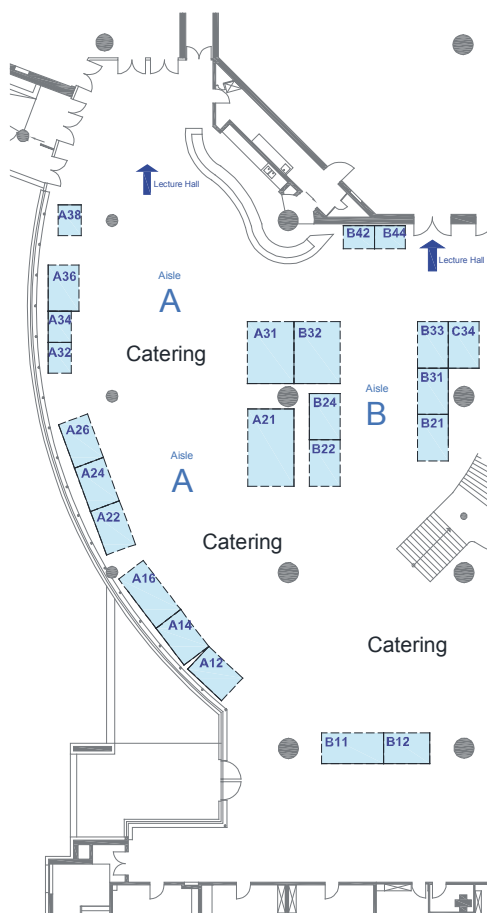 Lecture Hall
A38
B42
B44
Lecture Hall
A36
Aisle
A
A34
A31
B32
B33
C34
A32
Catering
B31
Aisle
B
A21
B24
A26
B21
Aisle
A
B22
A24
A22
Catering
A16
A14
Catering
A12
B11
B12